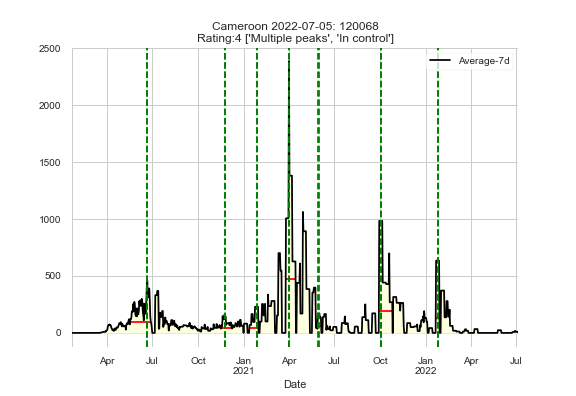 Cameroon 2022-07-05: 120068
Rating:4 ['Multiple peaks', 'In control']
Average-7d
2500
2000
1500
1000
500
0
Apr Jul Oct Jan Apr Jul Oct Jan Apr Jul
2021 2022
Date